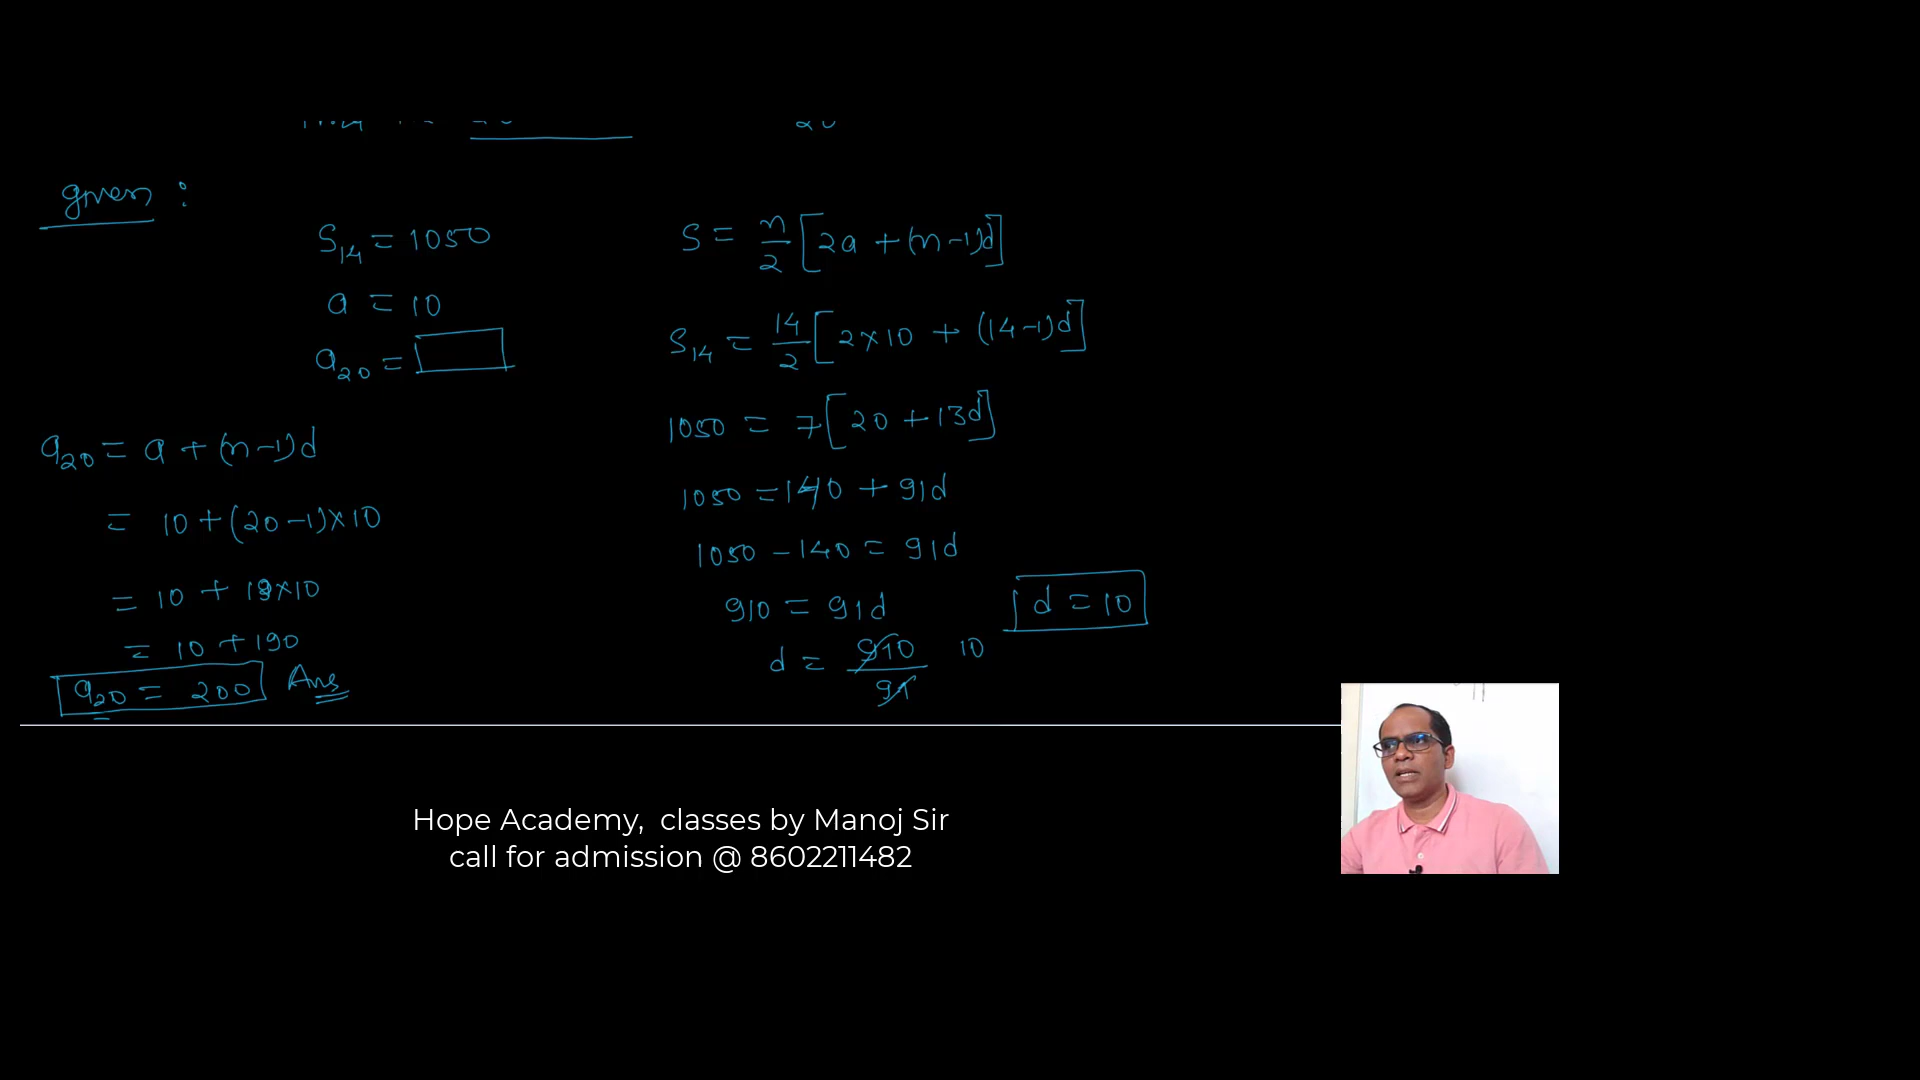 given :
S14 = 1050
a = 10
a20 =
a20 = a + (n-1)d
= 10 + (20-1)×10
= 10 + 19×10
= 10 + 190
a20 = 200 Ans
S = n/2 [2a + (n-1)d]
S14 = 14/2 [2×10 + (14-1)d]
1050 = 7[20 + 13d]
1050 = 140 + 91d
1050 - 140 = 91d
910 = 91d
d = 910/91 10
d = 10
Hope Academy, classes by Manoj Sir
call for admission @ 8602211482